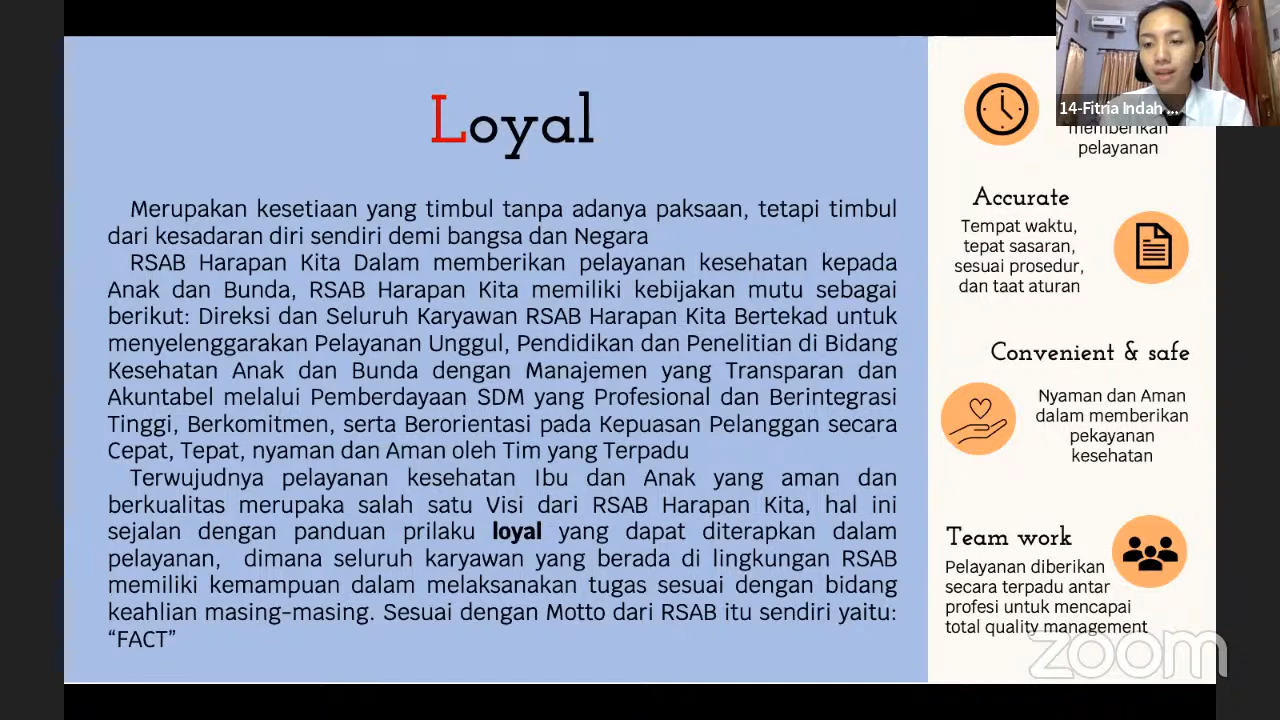 Loyal
Merupakan kesetiaan yang timbul tanpa adanya paksaan, tetapi timbul
dari kesadaran diri sendiri demi bangsa dan Negara
RSAB Harapan Kita Dalam memberikan pelayanan kesehatan kepada
Anak dan Bunda, RSAB Harapan Kita memiliki kebijakan mutu sebagai
berikut: Direksi dan Seluruh Karyawan RSAB Harapan Kita Bertekad untuk
menyelenggarakan Pelayanan Unggul, Pendidikan dan Penelitian di Bidang
Kesehatan Anak dan Bunda dengan Manajemen yang Transparan dan
Akuntabel melalui Pemberdayaan SDM yang Profesional dan Berintegrasi
Tinggi, Berkomitmen, serta Berorientasi pada Kepuasan Pelanggan secara
Cepat, Tepat, nyaman dan Aman oleh Tim yang Terpadu
Terwujudnya pelayanan kesehatan Ibu dan Anak yang aman dan
berkualitas merupaka salah satu Visi dari RSAB Harapan Kita, hal ini
sejalan dengan panduan prilaku loyal yang dapat diterapkan dalam
pelayanan, dimana seluruh karyawan yang berada di lingkungan RSAB
memiliki kemampuan dalam melaksanakan tugas sesuai dengan bidang
keahlian masing-masing. Sesuai dengan Motto dari RSAB itu sendiri yaitu:
“FACT”
14-Fitria Indah ...
memberikan
pelayanan
Accurate
Tempat waktu,
tepat sasaran,
sesuai prosedur,
dan taat aturan
Convenient & safe
Nyaman dan Aman
dalam memberikan
pekayanan
kesehatan
Team work
Pelayanan diberikan
secara terpadu antar
profesi untuk mencapai
total quality management
zoom